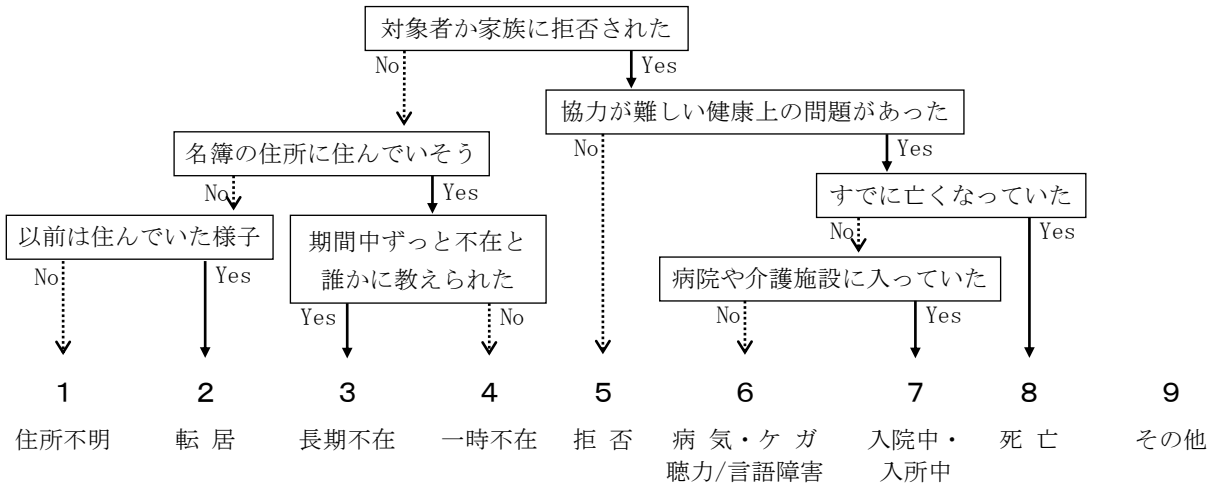 対象者か家族に拒否された
No
Yes
協力が難しい健康上の問題があった
名簿の住所に住んでいそう
No
Yes
No
Yes
すでに亡くなっていた
以前は住んでいた様子
期間中ずっと不在と
誰かに教えられた
No
Yes
病院や介護施設に入っていた
No
Yes
Yes
No
No
Yes
1
2
3
4
5
6
7
8
9
住所不明
転 居
長期不在
一時不在
拒 否
病 気・ケ ガ
聴力/言語障害
入院中・
入所中
死 亡
その他